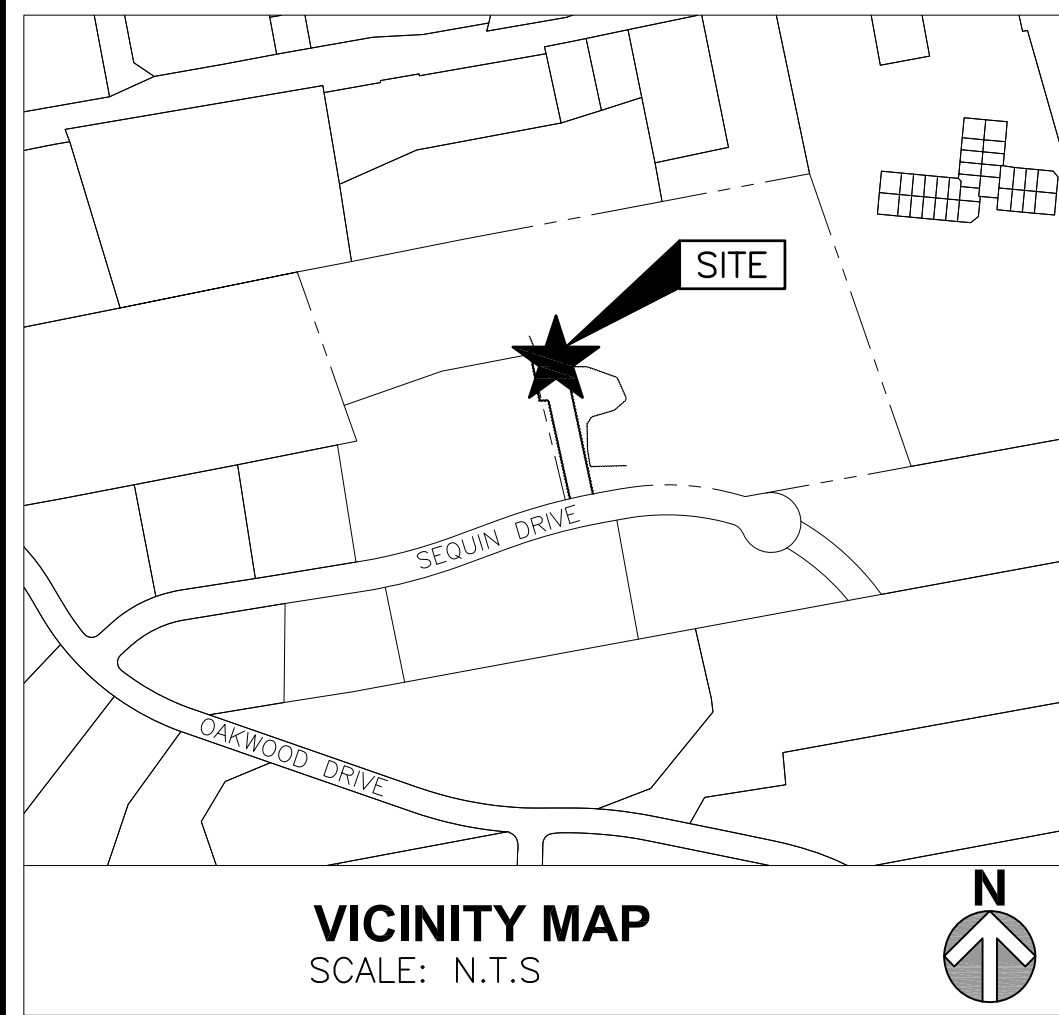 SITE
SEQUIN DRIVE
OAKWOOD DRIVE
VICINITY MAP
SCALE: N.T.S
N